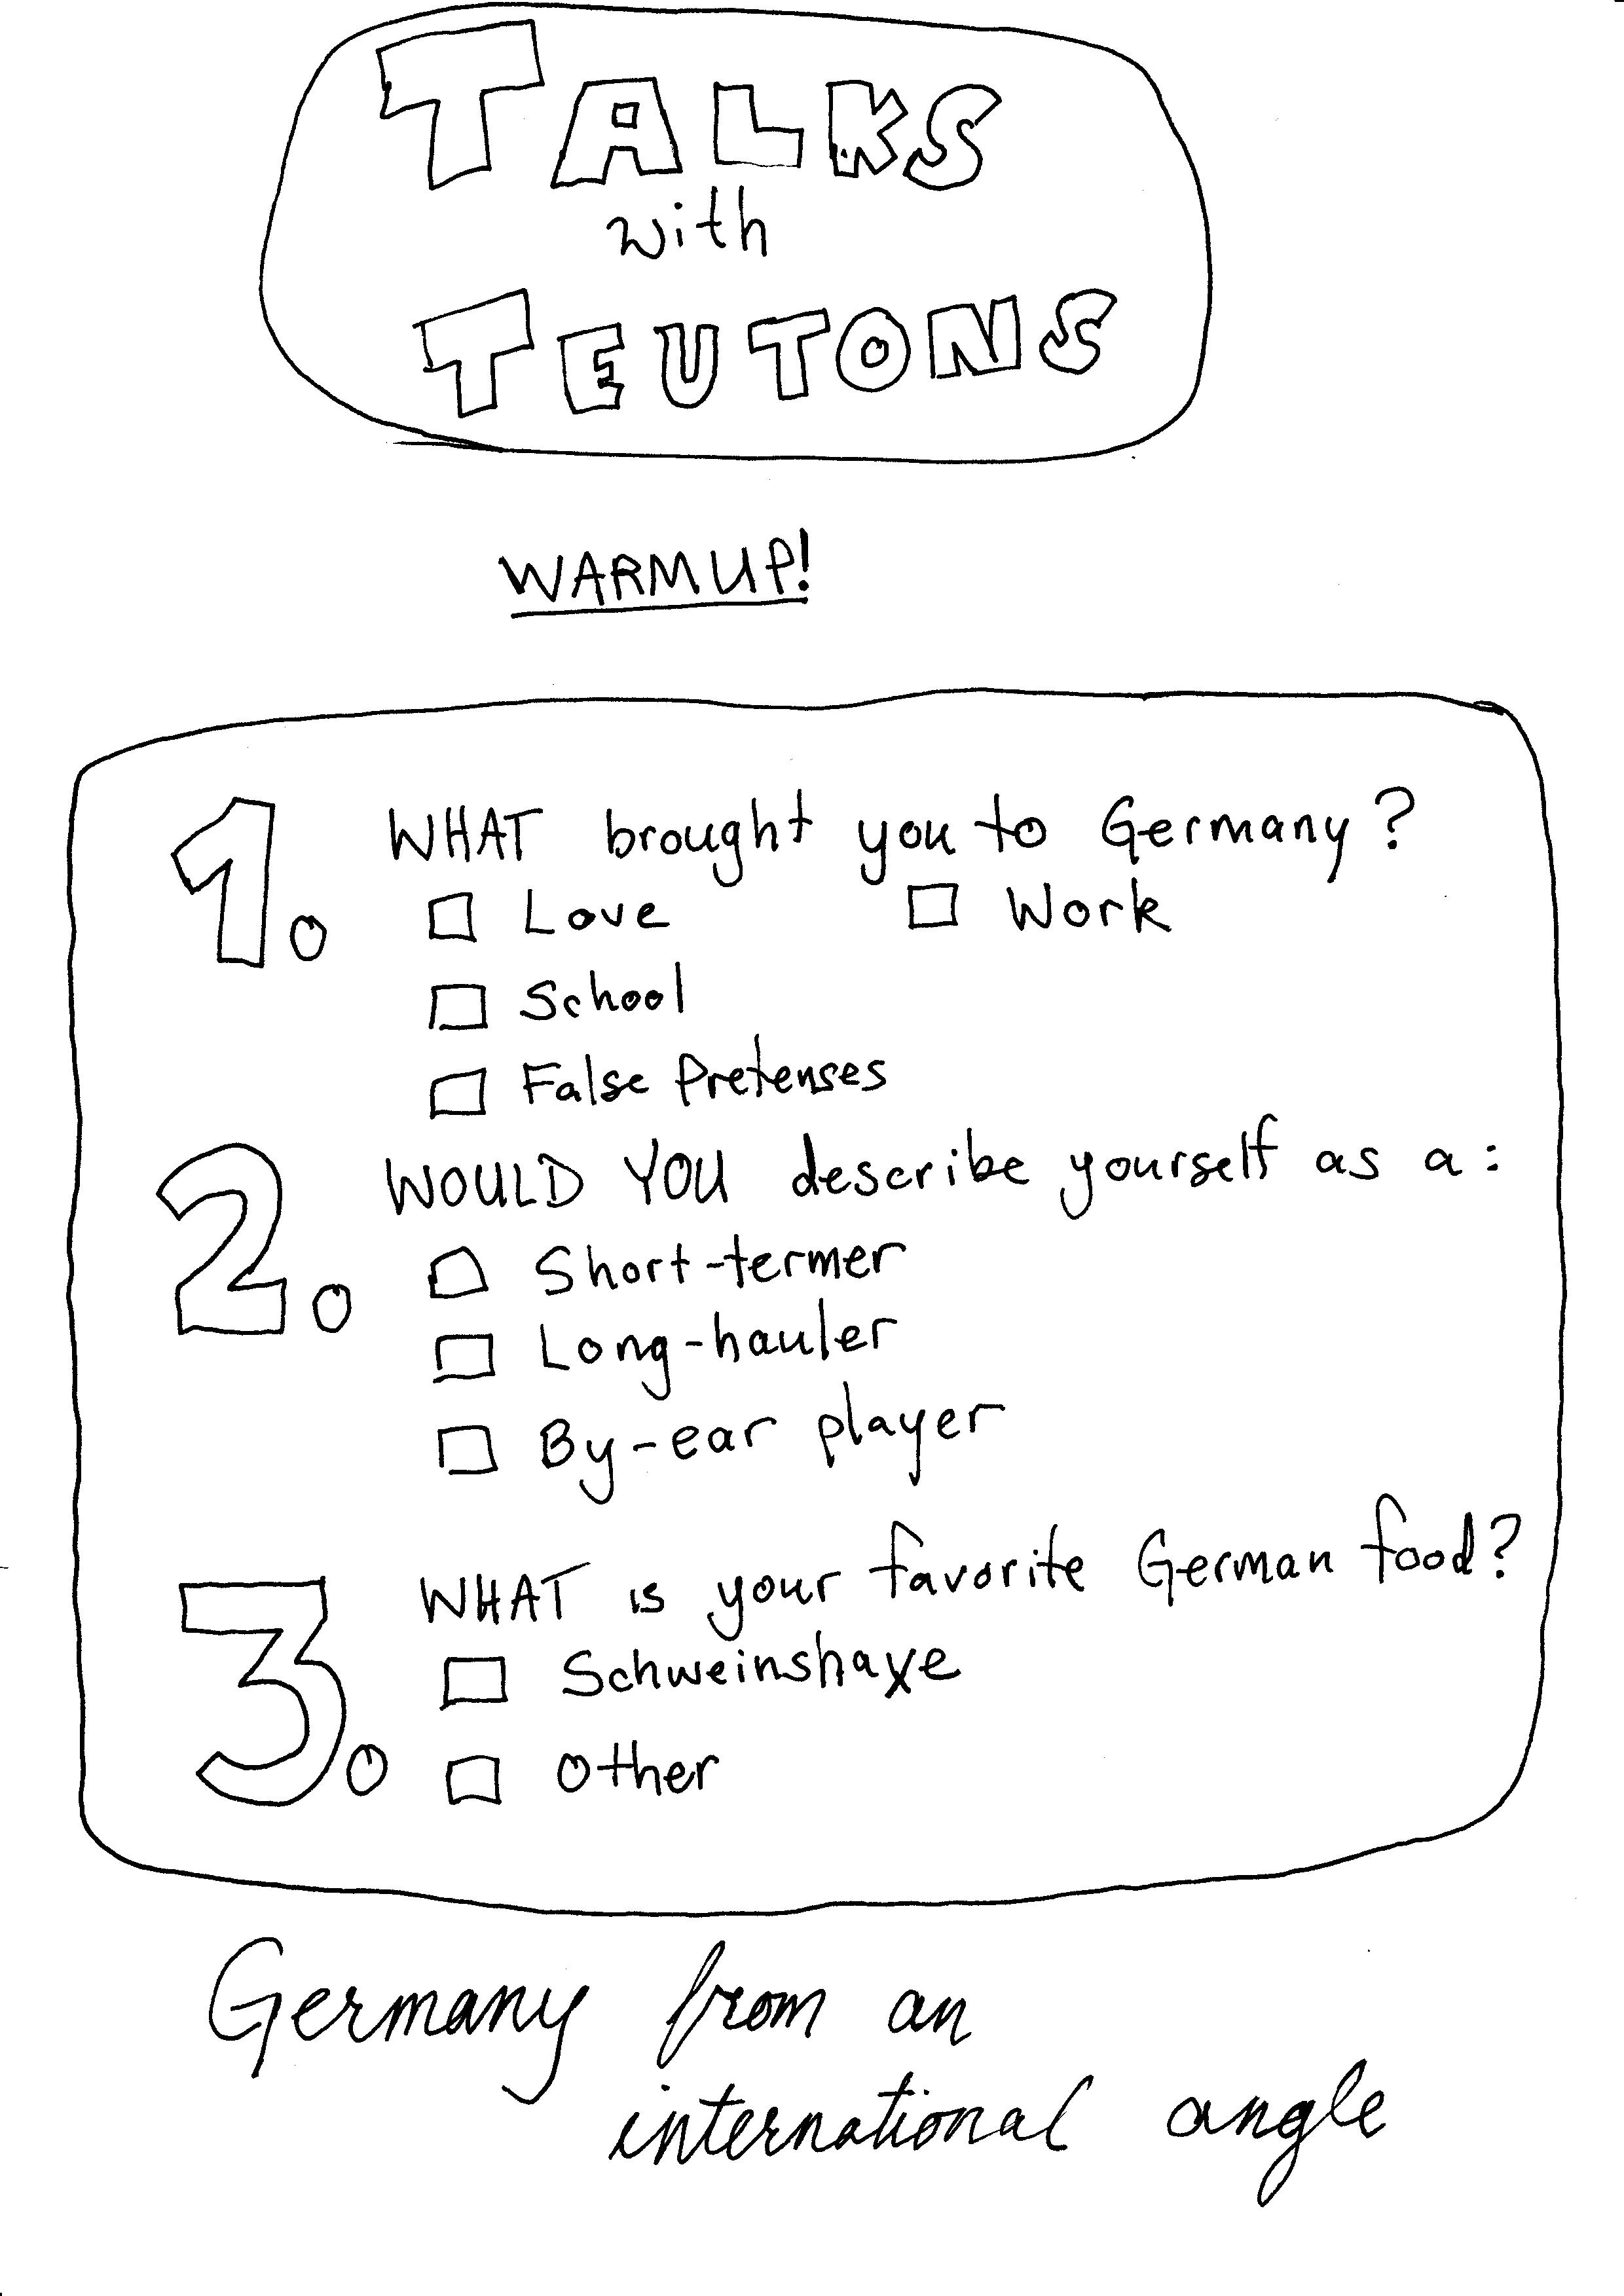 TALKS
with
TEUTONS
WARM UP!
1. WHAT brought you to Germany?
Love Work
School
False Pretenses
2. WOULD YOU describe yourself as a:
Short-termer
Long-hauler
By-ear player
3. WHAT is your favorite German food?
Schweinshaxe
Other
Germany from an
international angle